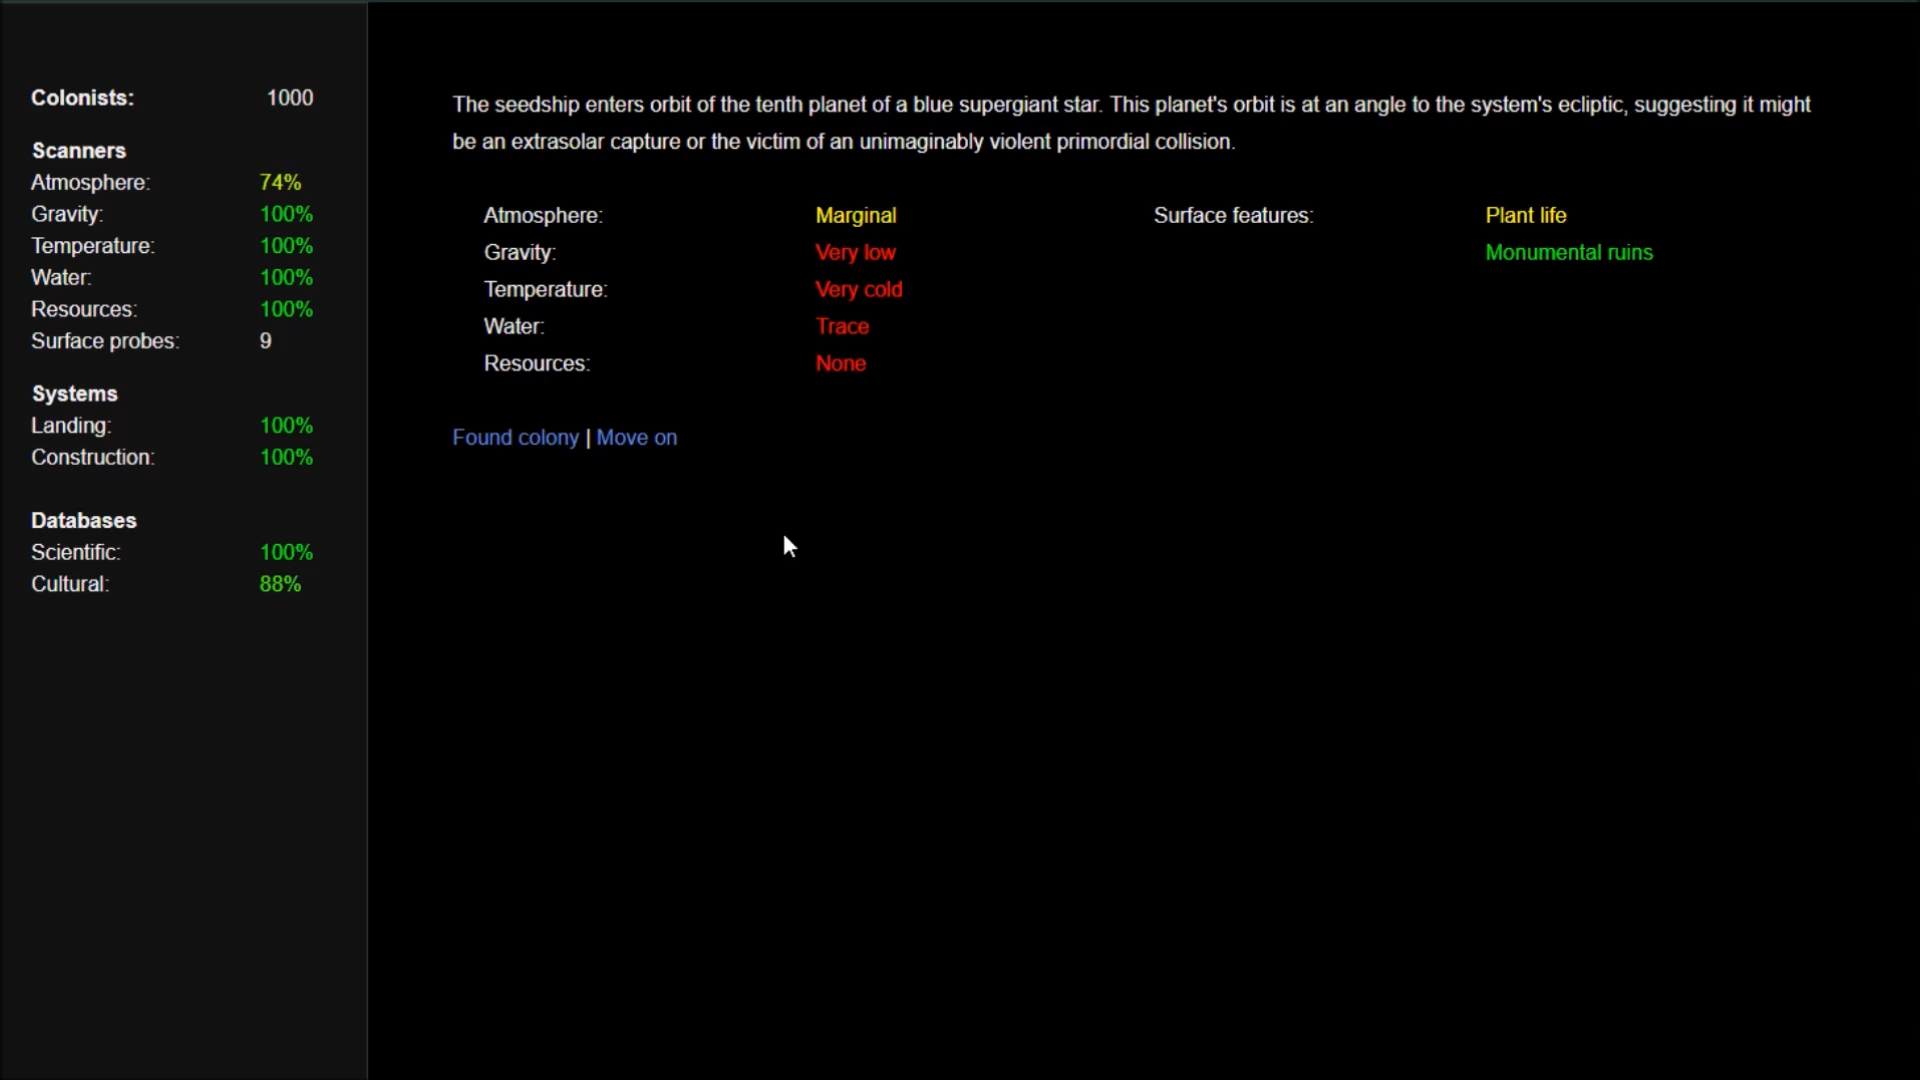 Colonists: 1000
Scanners
Atmosphere: 74%
Gravity: 100%
Temperature: 100%
Water: 100%
Resources: 100%
Surface probes: 9
Systems
Landing: 100%
Construction: 100%
Databases
Scientific: 100%
Cultural: 88%
The seedship enters orbit of the tenth planet of a blue supergiant star. This planet's orbit is at an angle to the system's ecliptic, suggesting it might
be an extrasolar capture or the victim of an unimaginably violent primordial collision.
Atmosphere: Marginal Surface features: Plant life
Gravity: Very low Monumental ruins
Temperature: Very cold
Water: Trace
Resources: None
Found colony | Move on